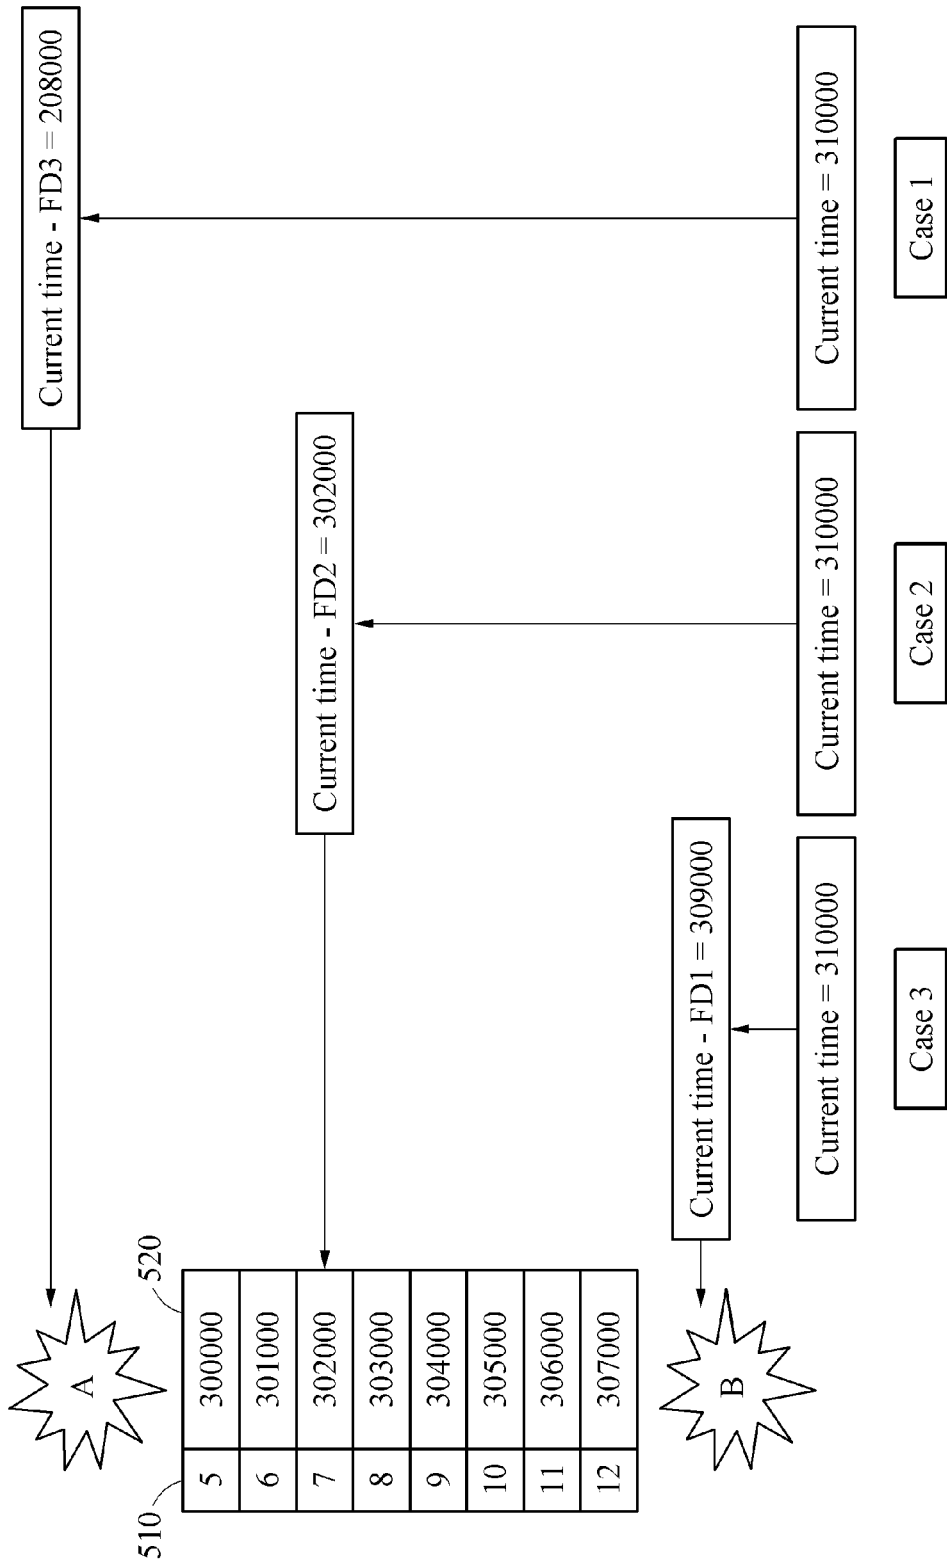 A
Current time - FD3 = 208000
510
520
5 300000
6 301000
7 302000
Current time - FD2 = 302000
8 303000
9 304000
10 305000
11 306000
12 307000
B
Current time - FD1 = 309000
Current time = 310000
Current time = 310000
Current time = 310000
Case 3
Case 2
Case 1